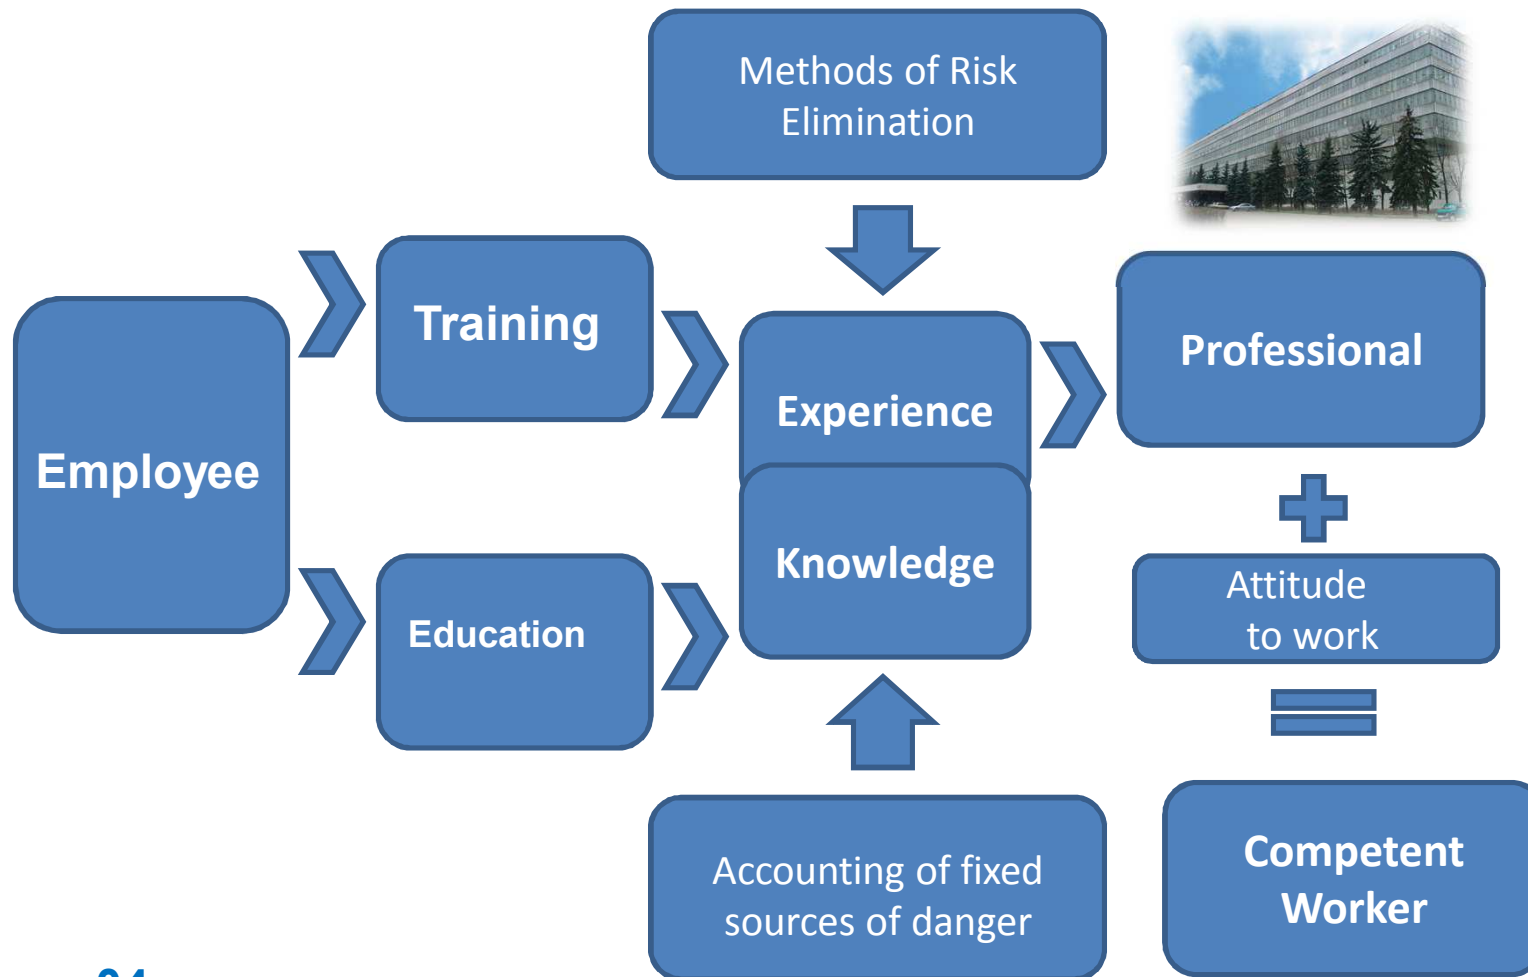 Methods of Risk
Elimination
Training
Professional
Experience
Employee
Knowledge
Attitude
to work
Education
Competent
Worker
Accounting of fixed
sources of danger